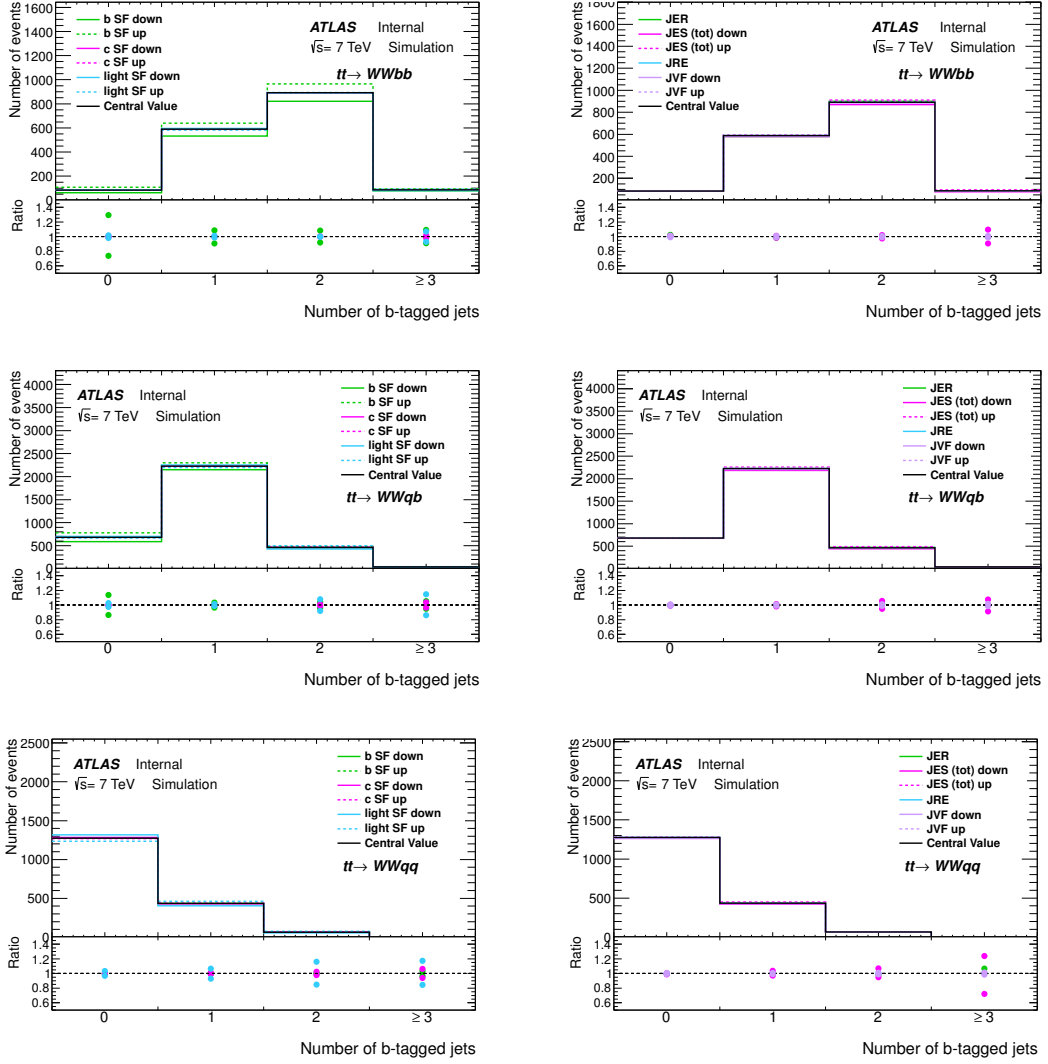 Number of events
1600
1400
1200
1000
800
600
400
200
0
b SF down
b SF up
c SF down
c SF up
light SF down
light SF up
Central Value
ATLAS Internal
√s= 7 TeV Simulation
tt→ WWbb
Ratio
1.4
1.2
1
0.8
0.6
0 1 2 ≥ 3
Number of b-tagged jets
Number of events
1800
1600
1400
1200
1000
800
600
400
200
JER
JES (tot) down
JES (tot) up
JRE
JVF down
JVF up
Central Value
ATLAS Internal
√s= 7 TeV Simulation
tt→ WWbb
Ratio
1.4
1.2
1
0.8
0.6
0 1 2 ≥ 3
Number of b-tagged jets
Number of events
4000
3500
3000
2500
2000
1500
1000
500
0
ATLAS Internal
√s= 7 TeV Simulation
b SF down
b SF up
c SF down
c SF up
light SF down
light SF up
Central Value
tt→ WWqb
Ratio
1.4
1.2
1
0.8
0.6
0 1 2 ≥ 3
Number of b-tagged jets
Number of events
4000
3500
3000
2500
2000
1500
1000
500
0
ATLAS Internal
√s= 7 TeV Simulation
JER
JES (tot) down
JES (tot) up
JRE
JVF down
JVF up
Central Value
tt→ WWqb
Ratio
1.4
1.2
1
0.8
0.6
0 1 2 ≥ 3
Number of b-tagged jets
Number of events
2500
2000
1500
1000
500
0
ATLAS Internal
√s= 7 TeV Simulation
b SF down
b SF up
c SF down
c SF up
light SF down
light SF up
Central Value
tt→ WWqq
Ratio
1.4
1.2
1
0.8
0.6
0 1 2 ≥ 3
Number of b-tagged jets
Number of events
2500
2000
1500
1000
500
0
ATLAS Internal
√s= 7 TeV Simulation
JER
JES (tot) down
JES (tot) up
JRE
JVF down
JVF up
Central Value
tt→ WWqq
Ratio
1.4
1.2
1
0.8
0.6
0 1 2 ≥ 3
Number of b-tagged jets